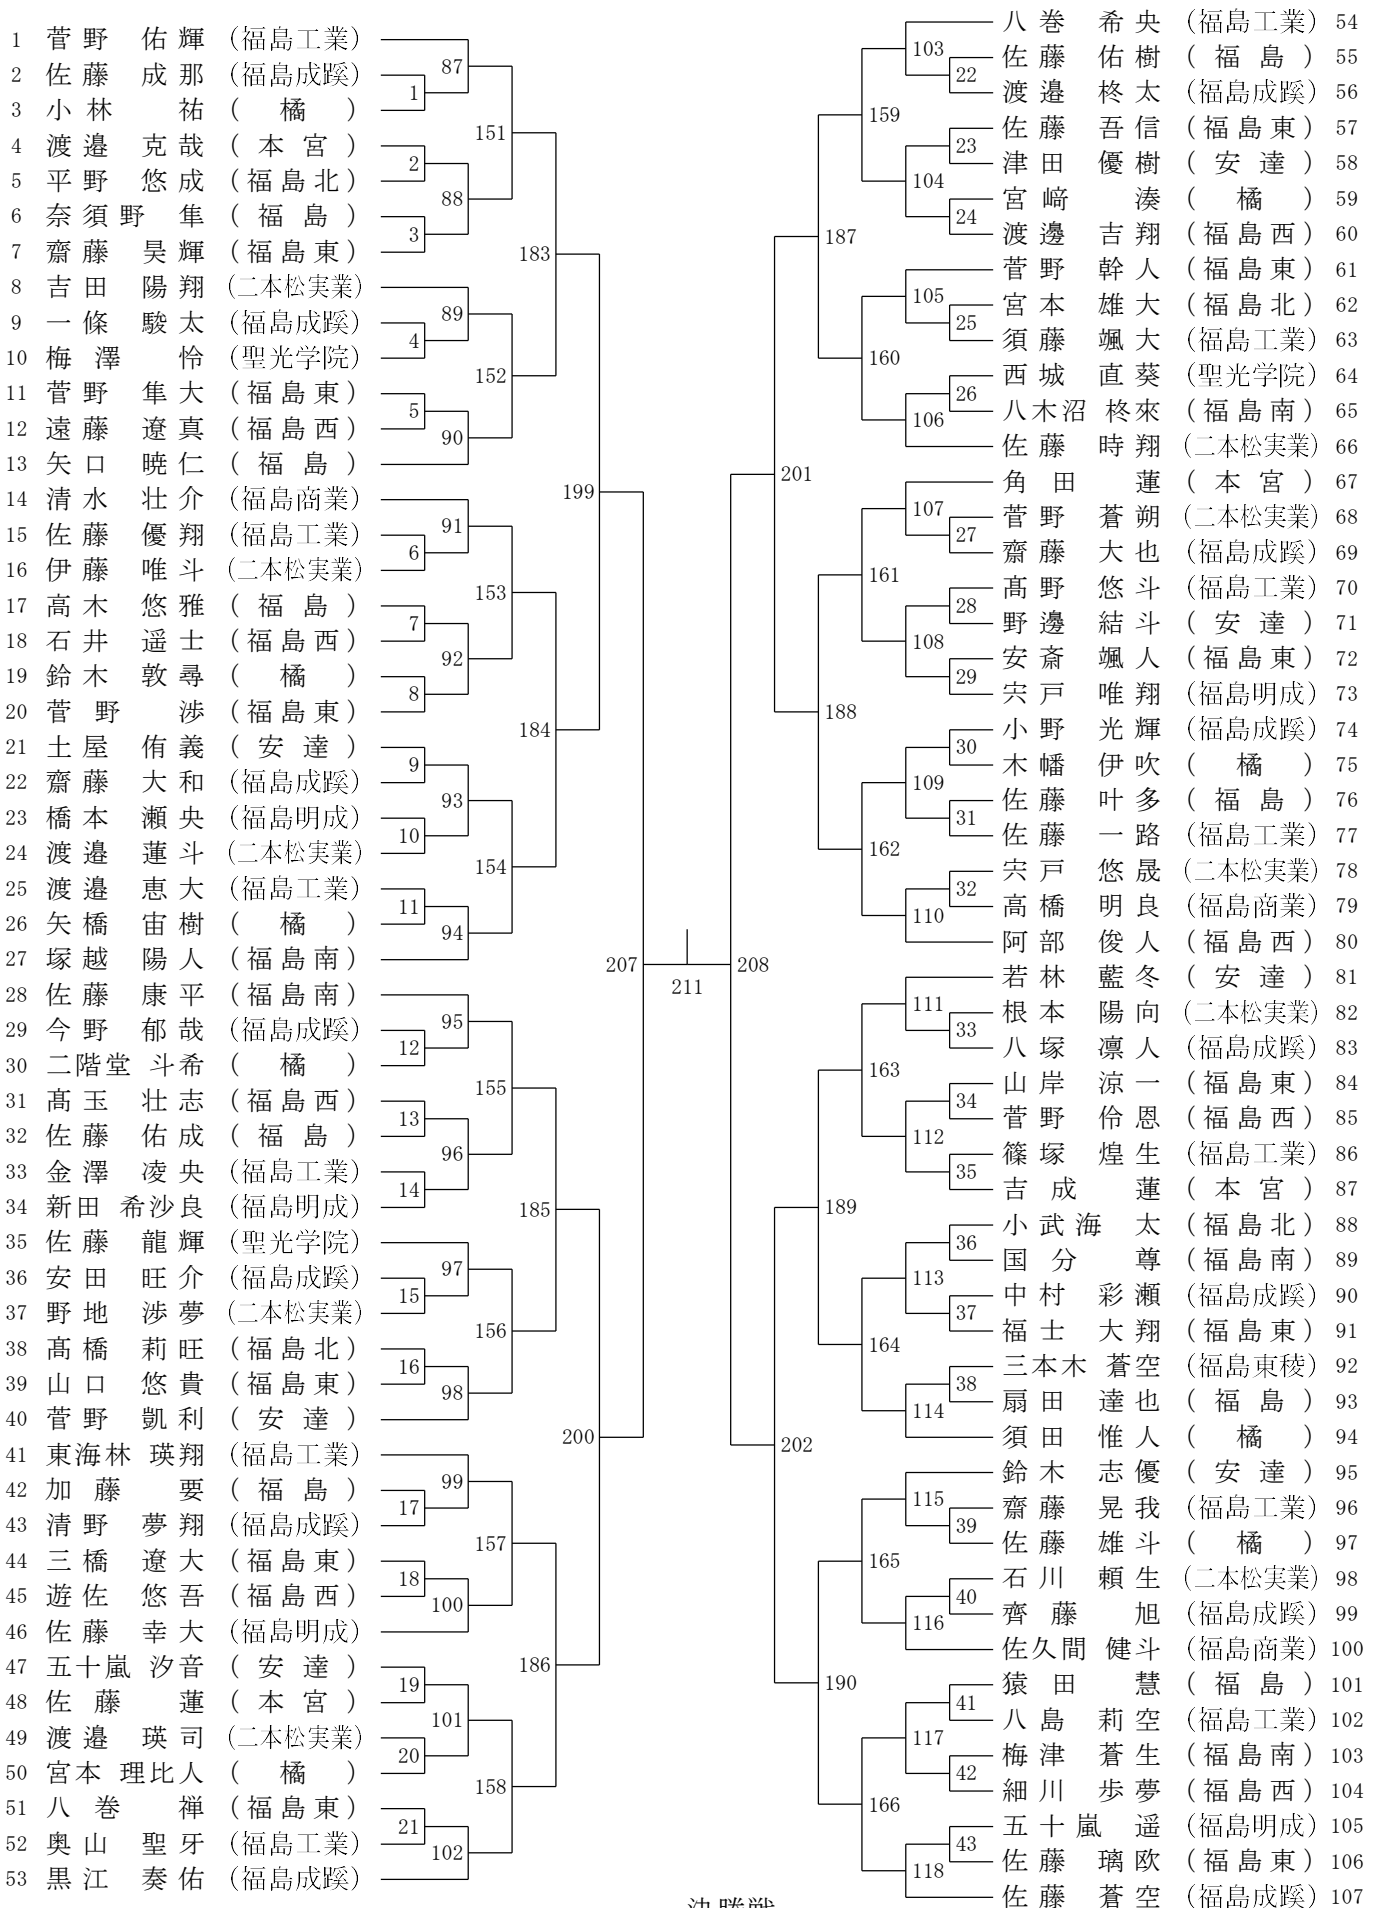 1 菅野 佑輝 (福島工業)
2 佐藤 成那 (福島成蹊)
3 小林 祐 (橘)
4 渡邉 克哉 (本宮)
5 平野 悠成 (福島北)
6 奈須野 隼 (福島)
7 齋藤 昊輝 (福島東)
8 吉田 陽翔 (二本松実業)
9 一條 駿太 (福島成蹊)
10 梅澤 怜 (聖光学院)
11 菅野 隼大 (福島東)
12 遠藤 遼真 (福島西)
13 矢口 暁仁 (福島)
14 清水 壮介 (福島商業)
15 佐藤 優翔 (福島工業)
16 伊藤 唯斗 (二本松実業)
17 高木 悠雅 (福島)
18 石井 遥士 (福島西)
19 鈴木 敦尋 (橘)
20 菅野 渉 (福島東)
21 土屋 侑義 (安達)
22 齋藤 大和 (福島成蹊)
23 橋本 瀬央 (福島明成)
24 渡邉 蓮斗 (二本松実業)
25 渡邉 恵大 (福島工業)
26 矢橋 宙樹 (橘)
27 塚越 陽人 (福島南)
28 佐藤 康平 (福島南)
29 今野 郁哉 (福島成蹊)
30 二階堂 斗希 (橘)
31 髙玉 壮志 (福島西)
32 佐藤 佑成 (福島)
33 金澤 凌央 (福島工業)
34 新田 希沙良 (福島明成)
35 佐藤 龍輝 (聖光学院)
36 安田 旺介 (福島成蹊)
37 野地 渉夢 (二本松実業)
38 髙橋 莉旺 (福島北)
39 山口 悠貴 (福島東)
40 菅野 凱利 (安達)
41 東海林 瑛翔 (福島工業)
42 加藤 要 (福島)
43 清野 夢翔 (福島成蹊)
44 三橋 遼大 (福島東)
45 遊佐 悠吾 (福島西)
46 佐藤 幸大 (福島明成)
47 五十嵐 汐音 (安達)
48 佐藤 蓮 (本宮)
49 渡邉 瑛司 (二本松実業)
50 宮本 理比人 (橘)
51 八巻 禅 (福島東)
52 奥山 聖牙 (福島工業)
53 黒江 奏佑 (福島成蹊)
1
2
3
4
5
6
7
8
9
10
11
12
13
14
15
16
17
18
19
20
21
87
88
89
90
91
92
93
94
95
96
97
98
99
100
101
102
151
152
153
154
155
156
157
158
183
184
185
186
199
200
207
211
208
201
202
187
188
189
190
159
160
161
162
163
164
165
166
103
104
105
106
107
108
109
110
111
112
113
114
115
116
117
118
22
23
24
25
26
27
28
29
30
31
32
33
34
35
36
37
38
39
40
41
42
43
八巻 希央 (福島工業) 54
佐藤 佑樹 (福島) 55
渡邉 柊太 (福島成蹊) 56
佐藤 吾信 (福島東) 57
津田 優樹 (安達) 58
宮﨑 湊 (橘) 59
渡邊 吉翔 (福島西) 60
菅野 幹人 (福島東) 61
宮本 雄大 (福島北) 62
須藤 颯大 (福島工業) 63
西城 直葵 (聖光学院) 64
八木沼 柊來 (福島南) 65
佐藤 時翔 (二本松実業) 66
角田 蓮 (本宮) 67
菅野 蒼朔 (二本松実業) 68
齋藤 大也 (福島成蹊) 69
髙野 悠斗 (福島工業) 70
野邊 結斗 (安達) 71
安斎 颯人 (福島東) 72
宍戸 唯翔 (福島明成) 73
小野 光輝 (福島成蹊) 74
木幡 伊吹 (橘) 75
佐藤 叶多 (福島) 76
佐藤 一路 (福島工業) 77
宍戸 悠晟 (二本松実業) 78
高橋 明良 (福島商業) 79
阿部 俊人 (福島西) 80
若林 藍冬 (安達) 81
根本 陽向 (二本松実業) 82
八塚 凛人 (福島成蹊) 83
山岸 涼一 (福島東) 84
菅野 伶恩 (福島西) 85
篠塚 煌生 (福島工業) 86
吉成 蓮 (本宮) 87
小武海 太 (福島北) 88
国分 尊 (福島南) 89
中村 彩瀬 (福島成蹊) 90
福士 大翔 (福島東) 91
三本木 蒼空 (福島東稜) 92
扇田 達也 (福島) 93
須田 惟人 (橘) 94
鈴木 志優 (安達) 95
齋藤 晃我 (福島工業) 96
佐藤 雄斗 (橘) 97
石川 頼生 (二本松実業) 98
齊藤 旭 (福島成蹊) 99
佐久間 健斗 (福島商業) 100
猿田 慧 (福島) 101
八島 莉空 (福島工業) 102
梅津 蒼生 (福島南) 103
細川 歩夢 (福島西) 104
五十嵐 遥 (福島明成) 105
佐藤 璃欧 (福島東) 106
佐藤 蒼空 (福島成蹊) 107
決勝戦